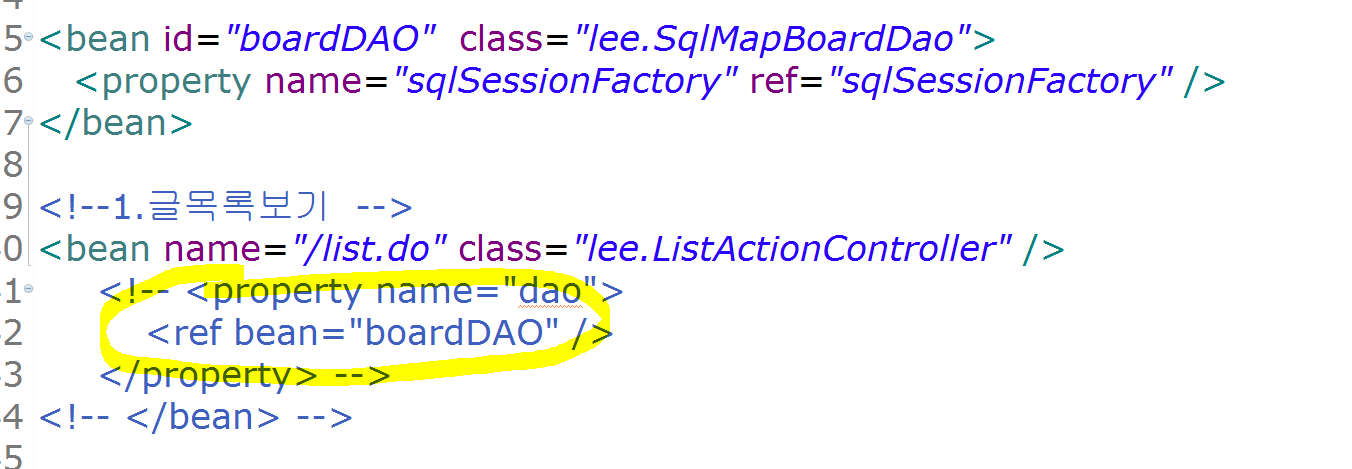 5 <bean id="boardDAO"  class="lee.SqlMapBoardDao">
6 <property name="sqlSessionFactory" ref="sqlSessionFactory" />
7 </bean>
8
9 <!--1.글목록보기  -->
0 <bean name="/list.do" class="lee.ListActionController" />
1 <!-- <property name="dao">
2 <ref bean="boardDAO" />
3 </property> -->
4 <!-- </bean> -->
5